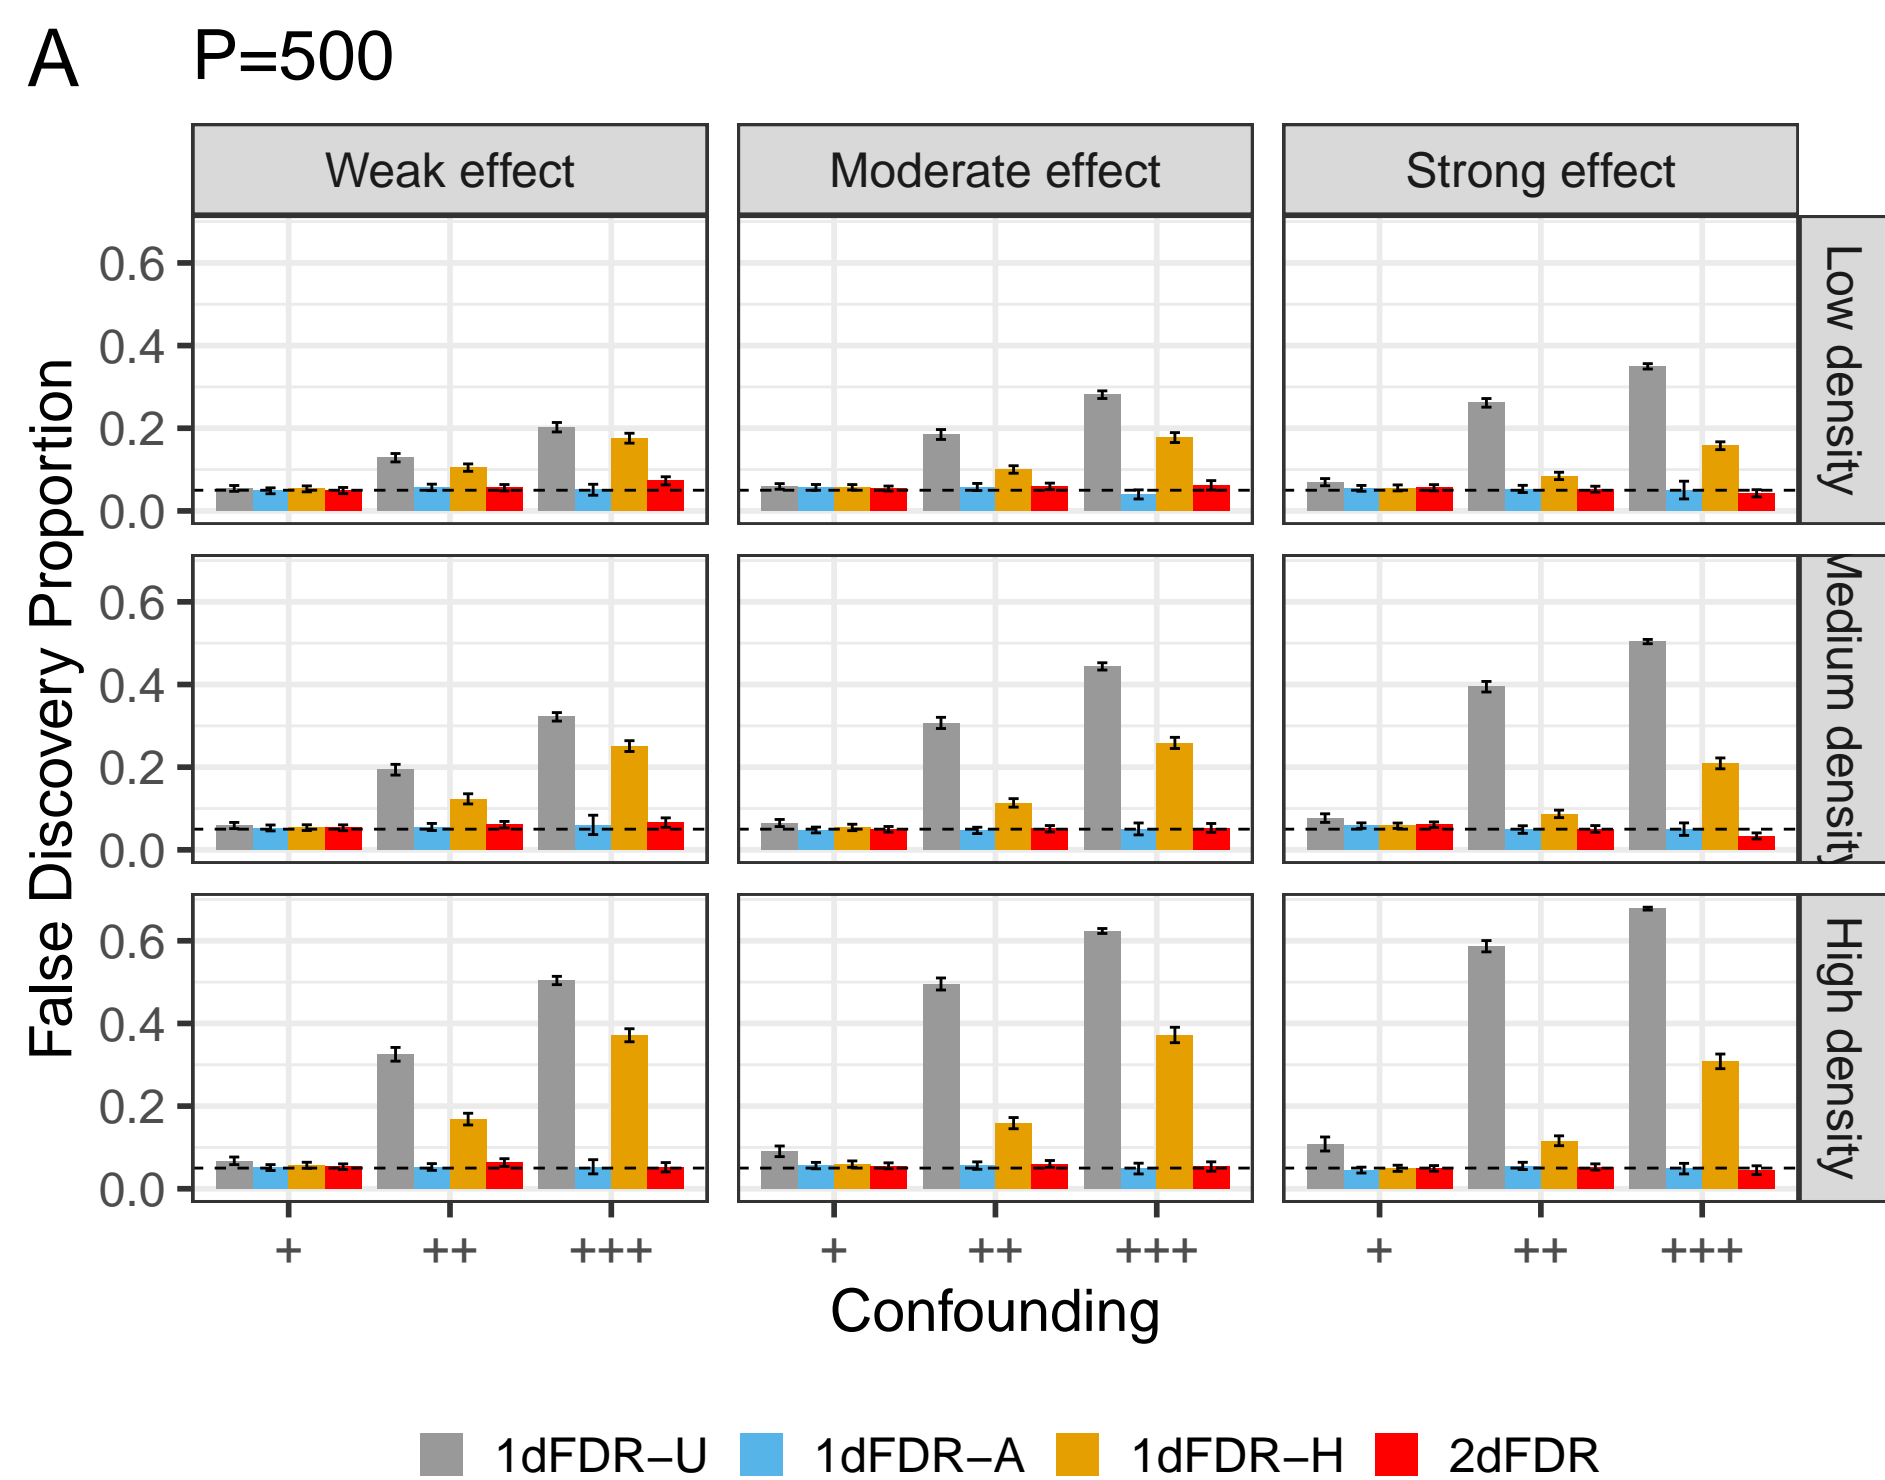 A P=500
Weak effect Moderate effect Strong effect
Low density
Medium density
High density
False Discovery Proportion
0.6
0.4
0.2
0.0
0.6
0.4
0.2
0.0
0.6
0.4
0.2
0.0
+ ++ +++ + ++ +++ + ++ +++
Confounding
1dFDR−U 1dFDR−A 1dFDR−H 2dFDR